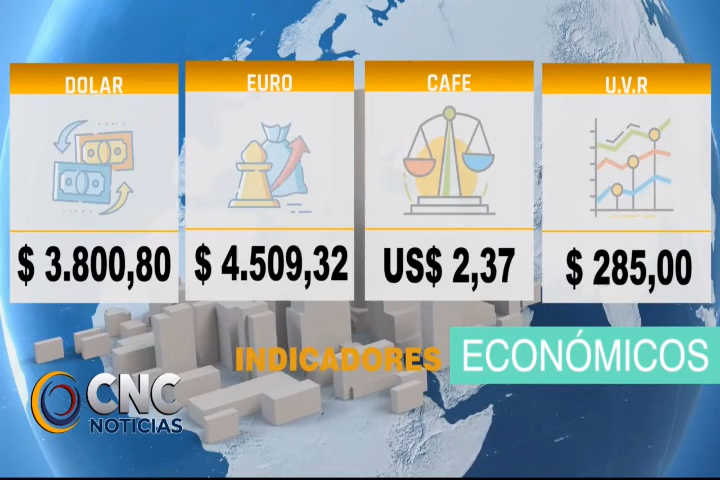 DOLAR
EURO
CAFE
U.V.R
$ 3.800,80
$ 4.509,32
US$ 2,37
$ 285,00
INDICADORES ECONÓMICOS
CNC
NOTICIAS